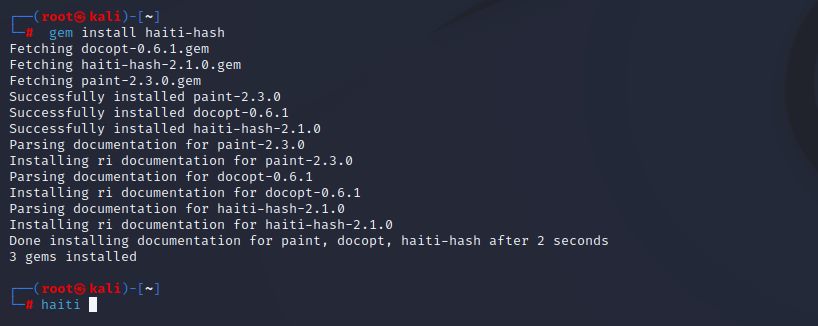 ┌──(root㉿kali)-[~]
└─# gem install haiti-hash
Fetching docopt-0.6.1.gem
Fetching haiti-hash-2.1.0.gem
Fetching paint-2.3.0.gem
Successfully installed paint-2.3.0
Successfully installed docopt-0.6.1
Successfully installed haiti-hash-2.1.0
Parsing documentation for paint-2.3.0
Installing ri documentation for paint-2.3.0
Parsing documentation for docopt-0.6.1
Installing ri documentation for docopt-0.6.1
Parsing documentation for haiti-hash-2.1.0
Installing ri documentation for haiti-hash-2.1.0
Done installing documentation for paint, docopt, haiti-hash after 2 seconds
3 gems installed
┌──(root㉿kali)-[~]
└─# haiti